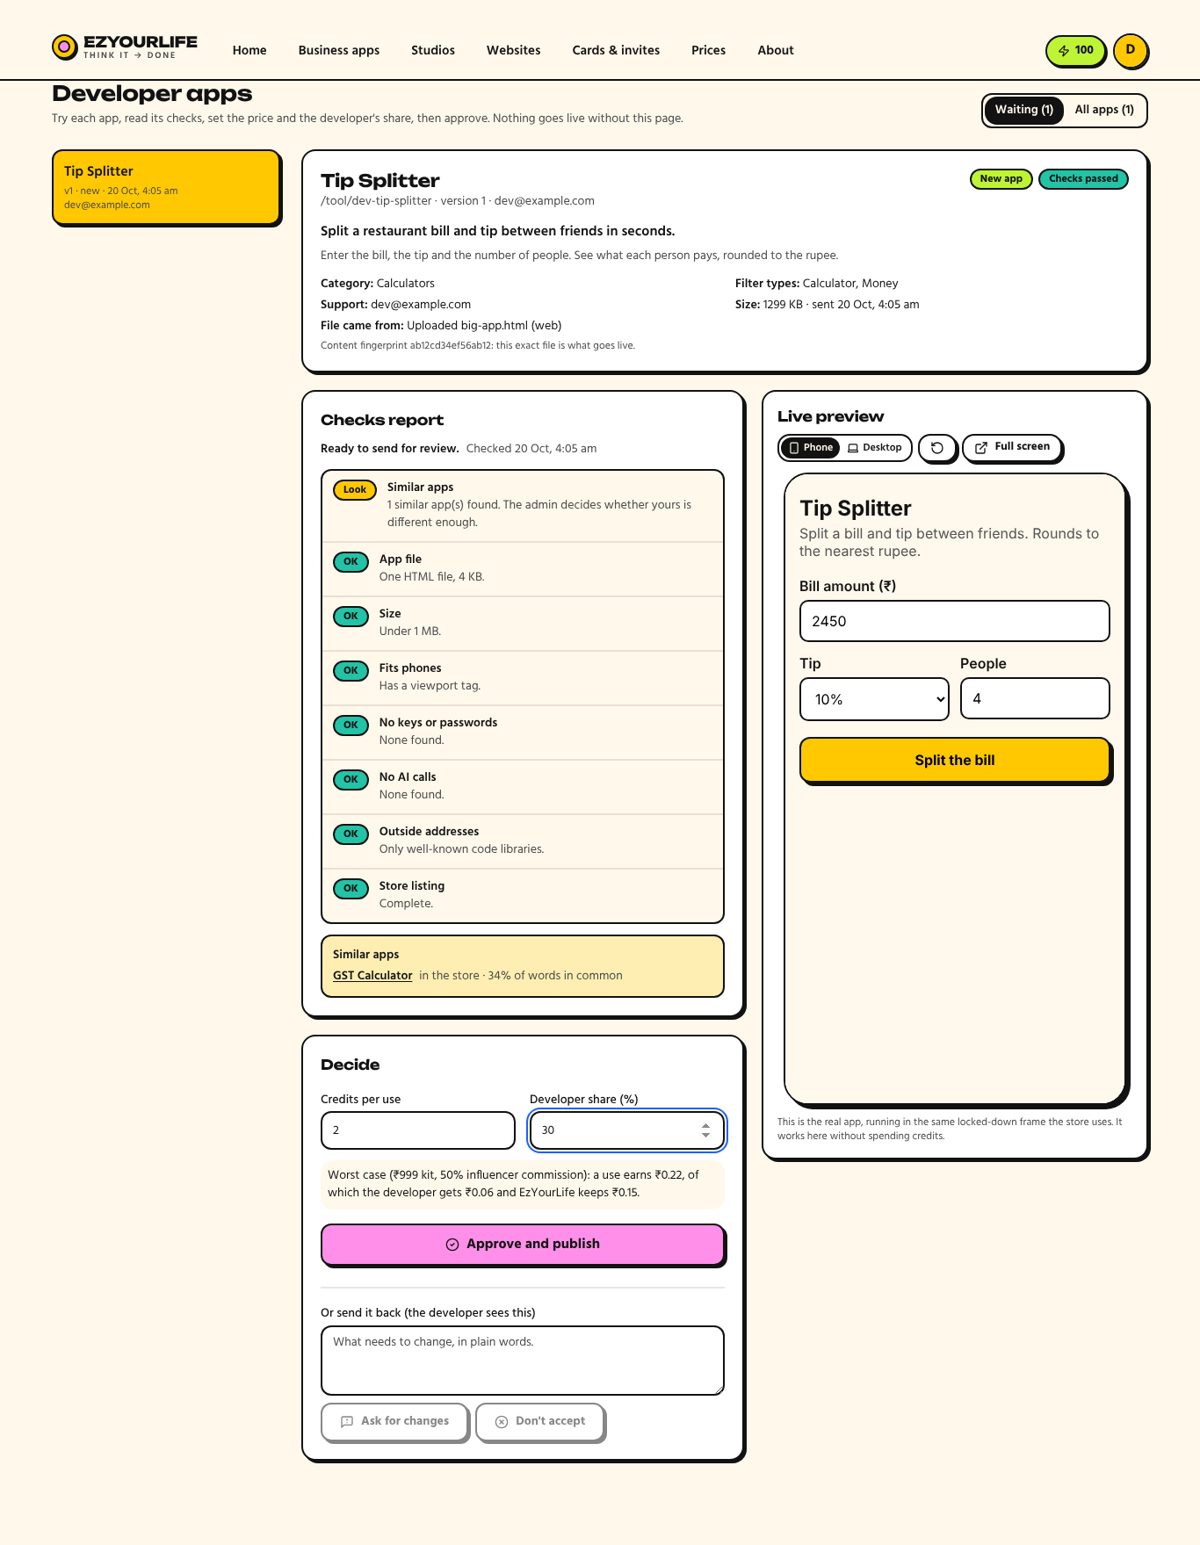 EZYOURLIFE
THINK IT → DONE
Home
Business apps
Studios
Websites
Cards & invites
Prices
About
100
D
Developer apps
Try each app, read its checks, set the price and the developer's share, then approve. Nothing goes live without this page.
Waiting (1)
All apps (1)
Tip Splitter
v1 · new · 20 Oct, 4:05 am
dev@example.com
Tip Splitter
New app
Checks passed
/tool/dev-tip-splitter · version 1 · dev@example.com
Split a restaurant bill and tip between friends in seconds.
Enter the bill, the tip and the number of people. See what each person pays, rounded to the rupee.
Category: Calculators
Filter types: Calculator, Money
Support: dev@example.com
Size: 1299 KB · sent 20 Oct, 4:05 am
File came from: Uploaded big-app.html (web)
Content fingerprint ab12cd34ef56ab12: this exact file is what goes live.
Checks report
Ready to send for review. Checked 20 Oct, 4:05 am
Look
Similar apps
1 similar app(s) found. The admin decides whether yours is
different enough.
OK
App file
One HTML file, 4 KB.
OK
Size
Under 1 MB.
OK
Fits phones
Has a viewport tag.
OK
No keys or passwords
None found.
OK
No AI calls
None found.
OK
Outside addresses
Only well-known code libraries.
OK
Store listing
Complete.
Similar apps
GST Calculator in the store · 34% of words in common
Live preview
Phone
Desktop
Full screen
Tip Splitter
Split a bill and tip between friends. Rounds to
the nearest rupee.
Bill amount (₹)
2450
Tip
People
10%
4
Split the bill
This is the real app, running in the same locked-down frame the store uses. It
works here without spending credits.
Decide
Credits per use
Developer share (%)
2
30
Worst case (₹999 kit, 50% influencer commission): a use earns ₹0.22, of
which the developer gets ₹0.06 and EzYourLife keeps ₹0.15.
Approve and publish
Or send it back (the developer sees this)
What needs to change, in plain words.
Ask for changes
Don't accept